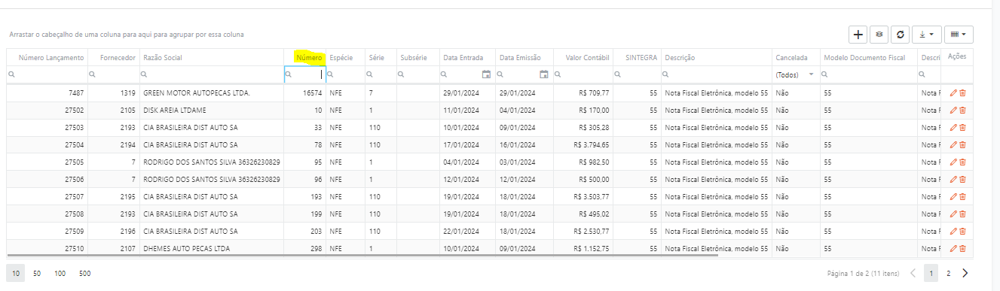 Arrastar o cabeçalho de uma coluna para aqui para agrupar por essa coluna
Número Lançamento Fornecedor Razão Social Número Espécie Série Subsérie Data Entrada Data Emissão Valor Contábil SINTEGRA Descrição Cancelada Modelo Documento Fiscal Descri Ações
(Todos)
7487 1319 GREEN MOTOR AUTOPECAS LTDA. 16574 NFE 7 29/01/2024 29/01/2024 R$ 709,77 55 Nota Fiscal Eletrônica, modelo 55 Não 55 Nota F
27502 2105 DISK AREIA LTDAME 10 NFE 1 11/01/2024 04/01/2024 R$ 170,00 55 Nota Fiscal Eletrônica, modelo 55 Não 55 Nota F
27503 2193 CIA BRASILEIRA DIST AUTO SA 33 NFE 110 10/01/2024 09/01/2024 R$ 305,28 55 Nota Fiscal Eletrônica, modelo 55 Não 55 Nota F
27504 2194 CIA BRASILEIRA DIST AUTO SA 78 NFE 110 17/01/2024 16/01/2024 R$ 3.794,65 55 Nota Fiscal Eletrônica, modelo 55 Não 55 Nota F
27505 7 RODRIGO DOS SANTOS SILVA 36326230829 95 NFE 1 04/01/2024 03/01/2024 R$ 982,50 55 Nota Fiscal Eletrônica, modelo 55 Não 55 Nota F
27506 7 RODRIGO DOS SANTOS SILVA 36326230829 96 NFE 1 12/01/2024 12/01/2024 R$ 500,00 55 Nota Fiscal Eletrônica, modelo 55 Não 55 Nota F
27507 2195 CIA BRASILEIRA DIST AUTO SA 193 NFE 110 19/01/2024 18/01/2024 R$ 3.503,77 55 Nota Fiscal Eletrônica, modelo 55 Não 55 Nota F
27508 2193 CIA BRASILEIRA DIST AUTO SA 199 NFE 110 19/01/2024 18/01/2024 R$ 495,02 55 Nota Fiscal Eletrônica, modelo 55 Não 55 Nota F
27509 2196 CIA BRASILEIRA DIST AUTO SA 203 NFE 110 22/01/2024 18/01/2024 R$ 2.530,77 55 Nota Fiscal Eletrônica, modelo 55 Não 55 Nota F
27510 2107 DHEMES AUTO PECAS LTDA 298 NFE 1 10/01/2024 09/01/2024 R$ 1.152,75 55 Nota Fiscal Eletrônica, modelo 55 Não 55 Nota F
10 50 100 500 Página 1 de 2 (11 itens) 1 2